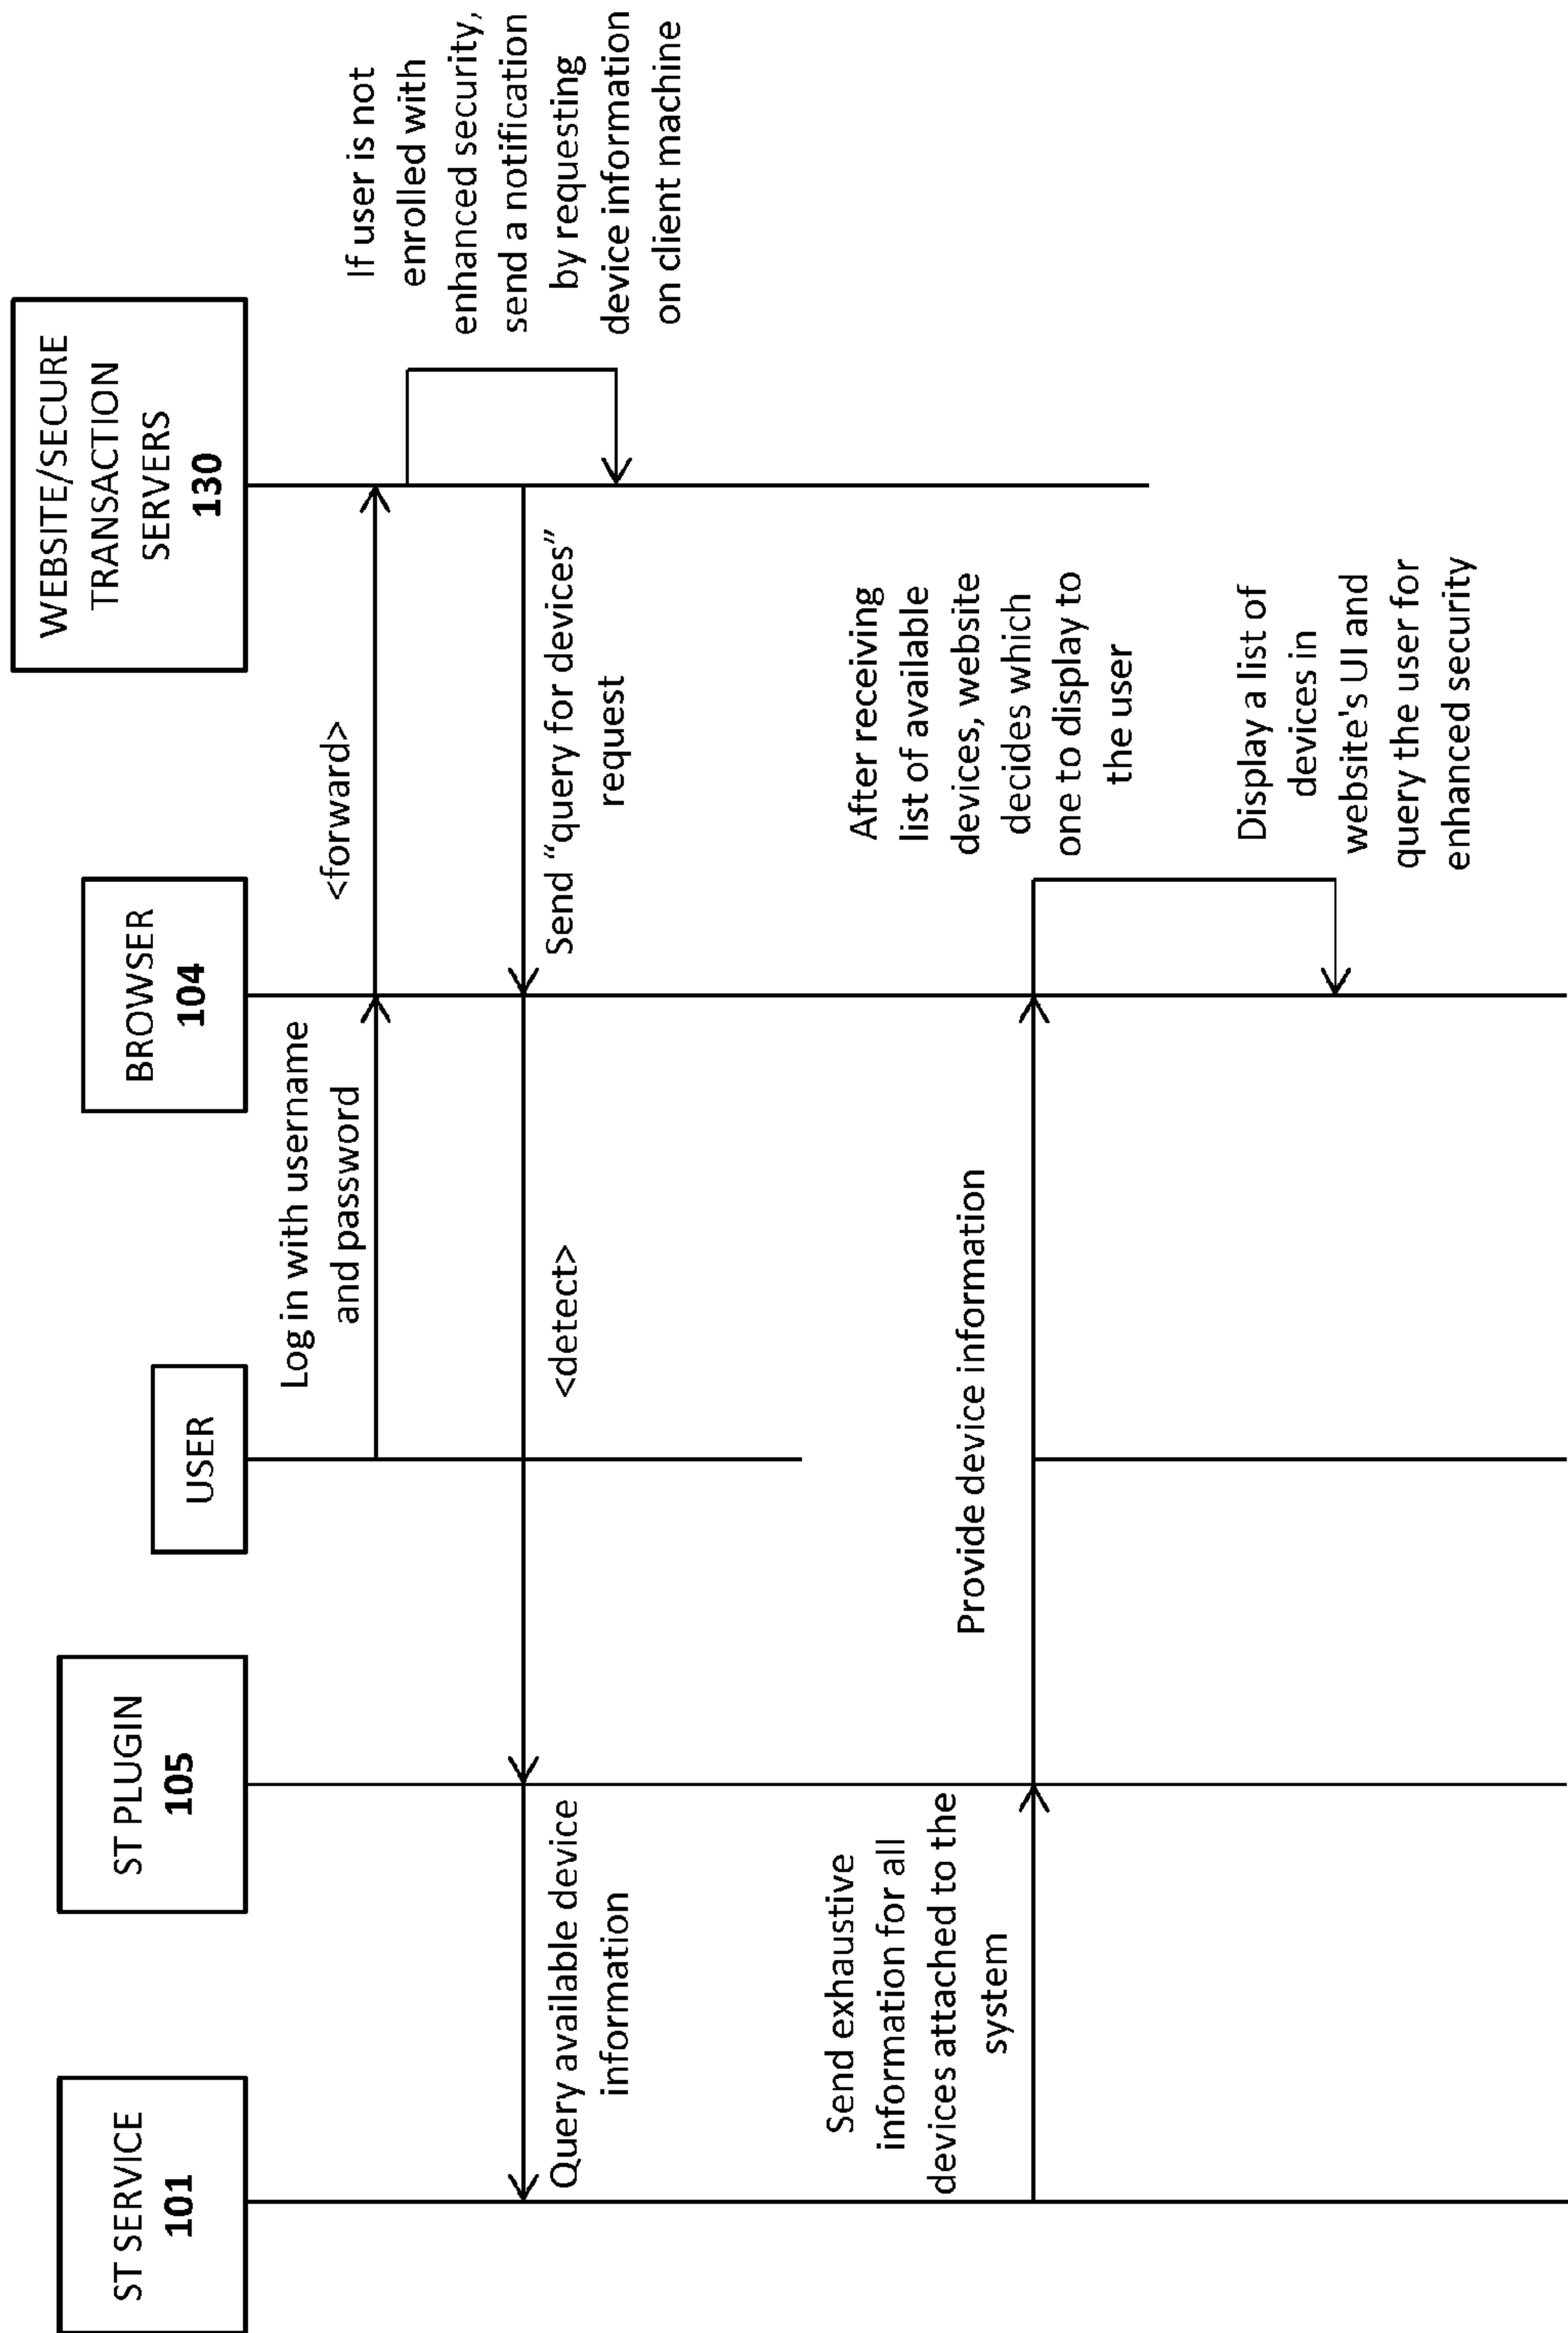 ST SERVICE
101
ST PLUGIN
105
USER
BROWSER
104
WEBSITE/SECURE
TRANSACTION
SERVERS
130
Log in with username
and password
<forward>
If user is not
enrolled with
enhanced security,
send a notification
by requesting
device information
on client machine
Query available device
information
<detect>
Send “query for devices”
request
Send exhaustive
information for all
devices attached to the
system
Provide device information
After receiving
list of available
devices, website
decides which
one to display to
the user
Display a list of
devices in
website's UI and
query the user for
enhanced security